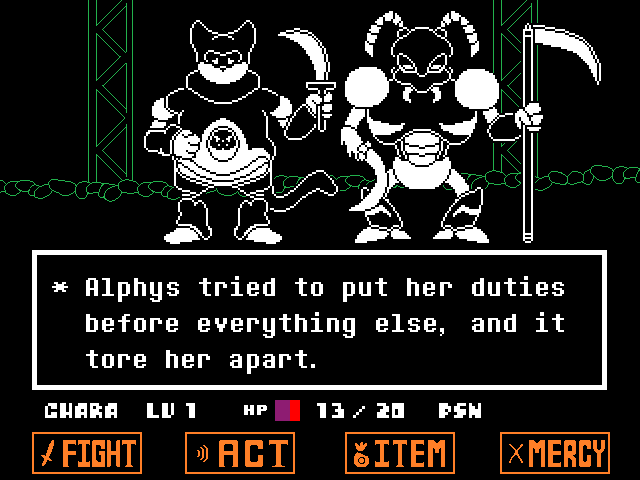 * Alphys tried to put her duties
before everything else, and it
tore her apart.
CHARA LV 1 HP 13 / 20 PSN
FIGHT ACT ITEM MERCY